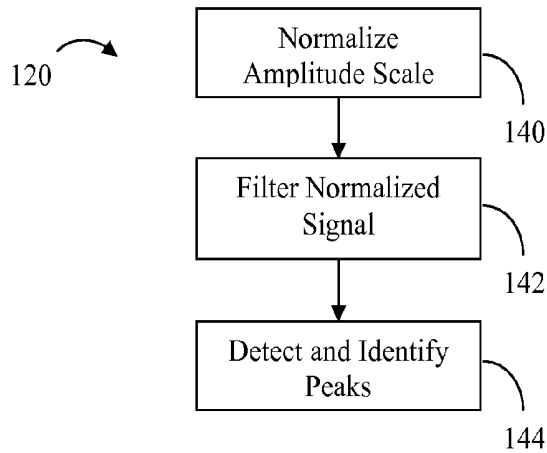 Normalize
Amplitude Scale
120
140
Filter Normalized
Signal
142
Detect and Identify
Peaks
144